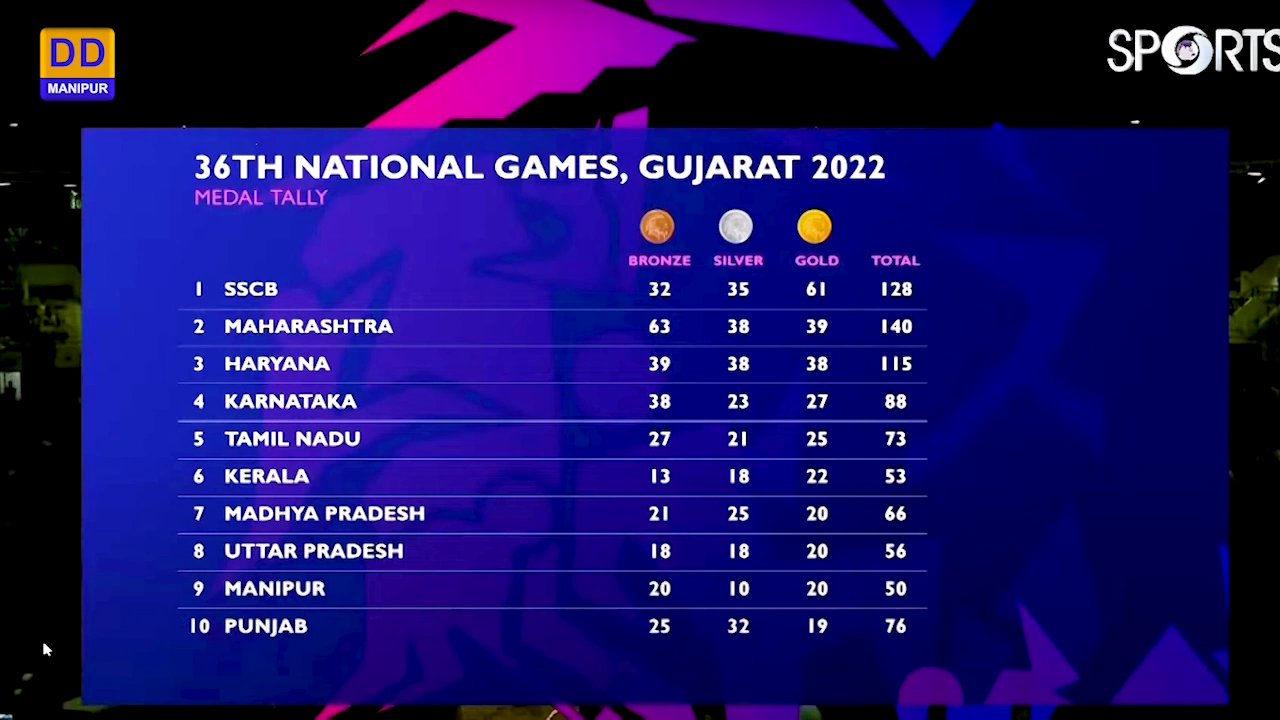 DD
MANIPUR
SPORTS
36TH NATIONAL GAMES, GUJARAT 2022
MEDAL TALLY
BRONZE SILVER GOLD TOTAL
1 SSCB 32 35 61 128
2 MAHARASHTRA 63 38 39 140
3 HARYANA 39 38 38 115
4 KARNATAKA 38 23 27 88
5 TAMIL NADU 27 21 25 73
6 KERALA 13 18 22 53
7 MADHYA PRADESH 21 25 20 66
8 UTTAR PRADESH 18 18 20 56
9 MANIPUR 20 10 20 50
10 PUNJAB 25 32 19 76